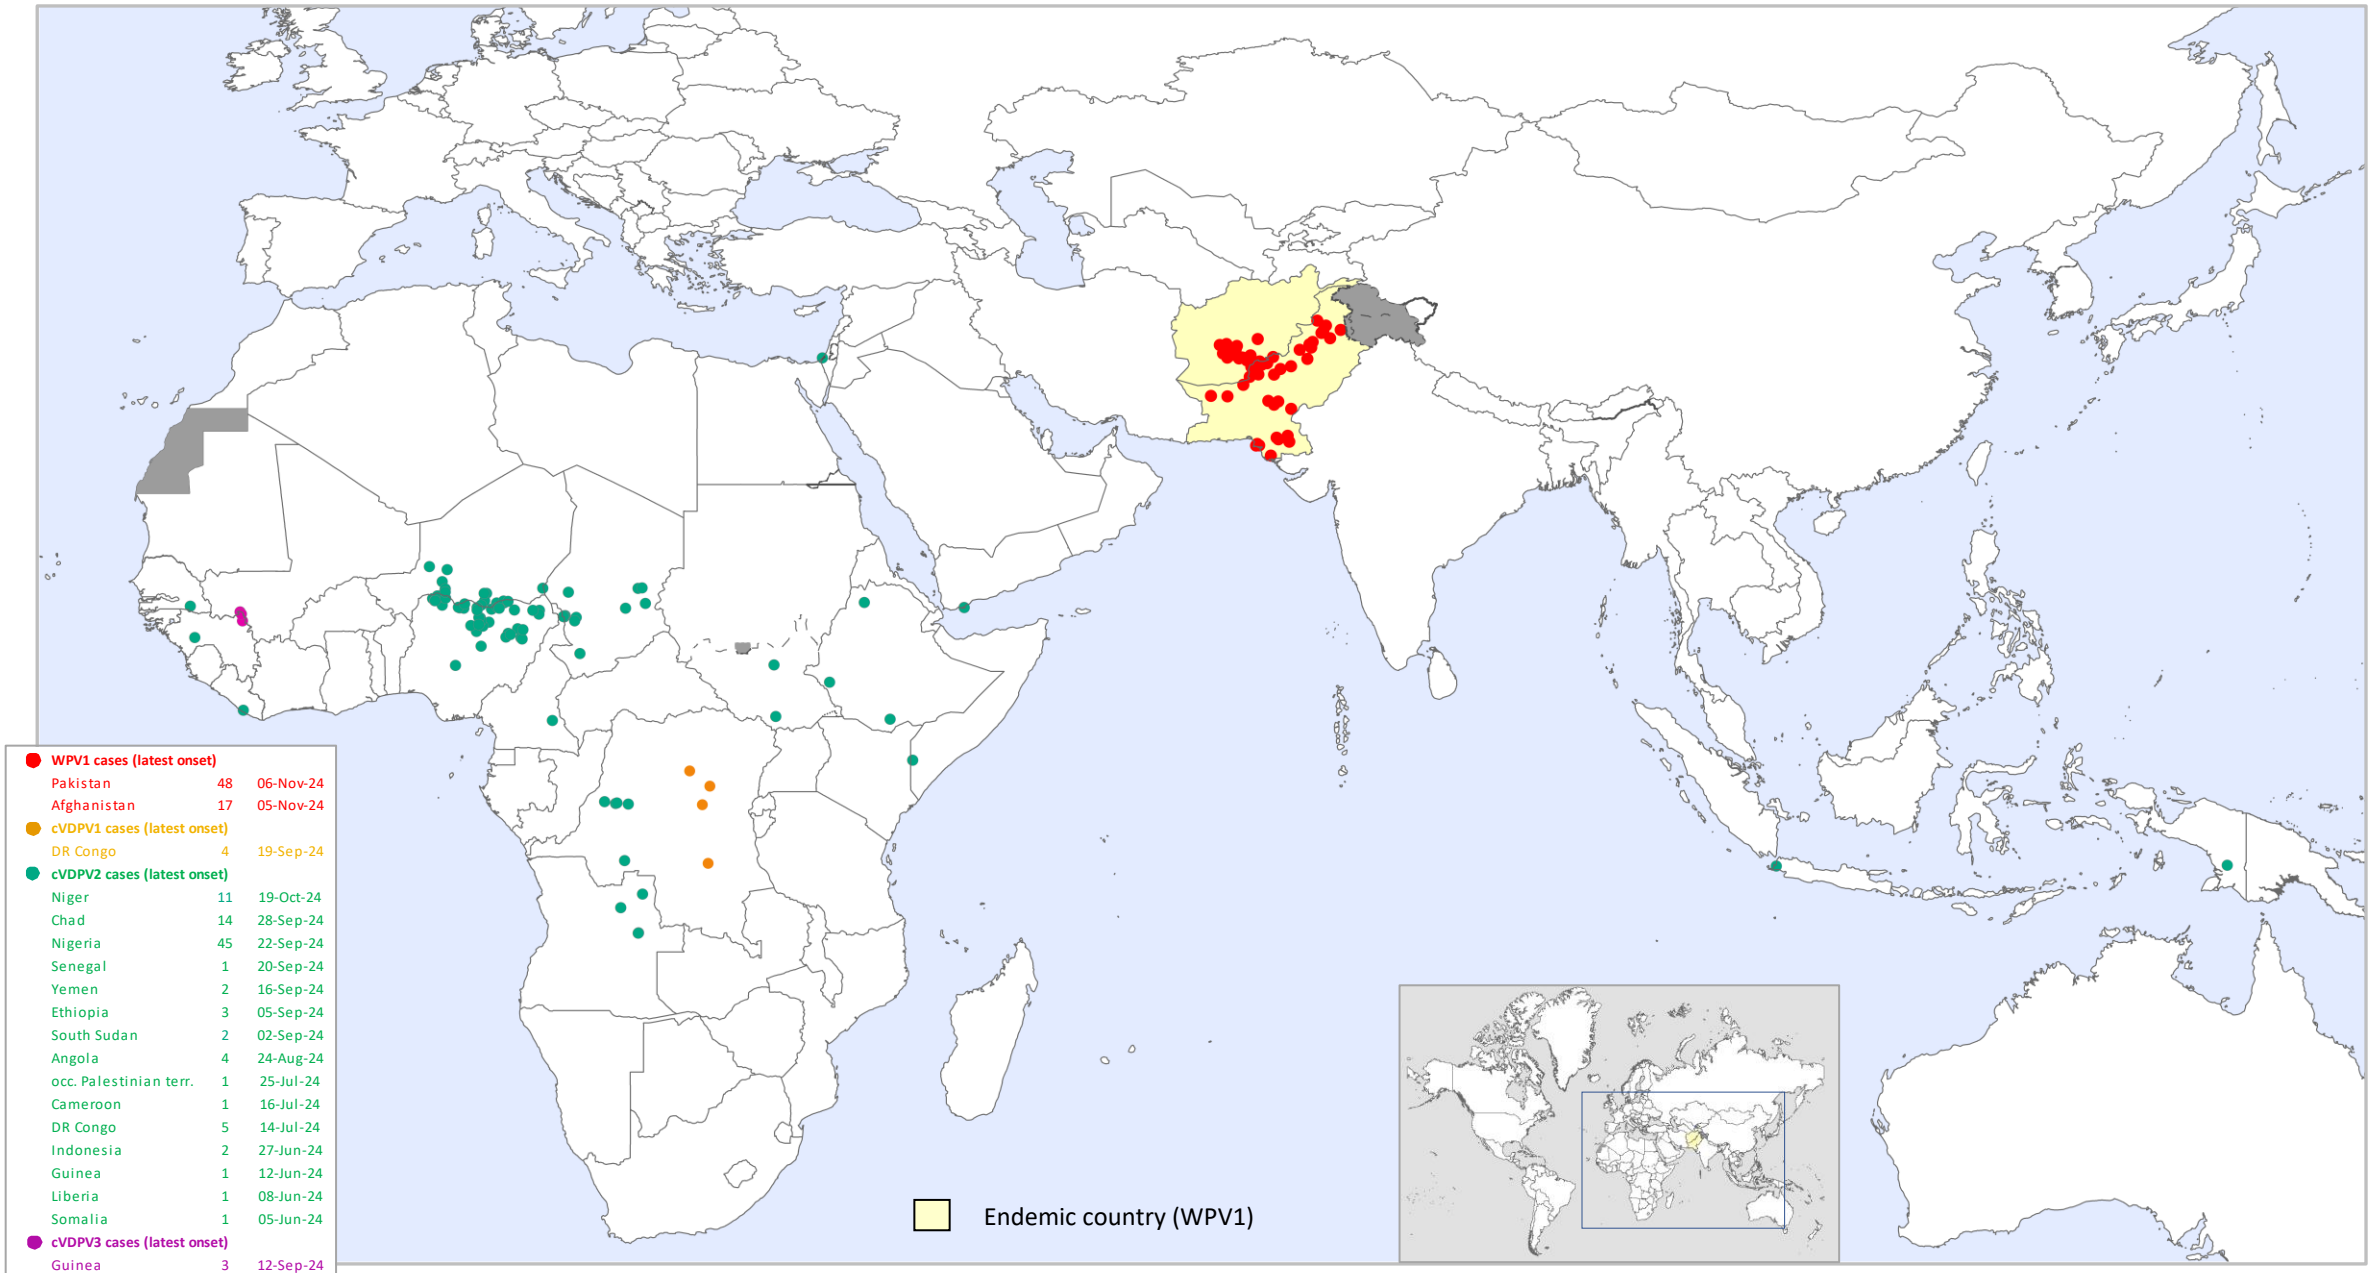 WPV1 cases (latest onset)
Pakistan 48 06-Nov-24
Afghanistan 17 05-Nov-24
cVDPV1 cases (latest onset)
DR Congo 4 19-Sep-24
cVDPV2 cases (latest onset)
Niger 11 19-Oct-24
Chad 14 28-Sep-24
Nigeria 45 22-Sep-24
Senegal 1 20-Sep-24
Yemen 2 16-Sep-24
Ethiopia 3 05-Sep-24
South Sudan 2 02-Sep-24
Angola 4 24-Aug-24
occ. Palestinian terr. 1 25-Jul-24
Cameroon 1 16-Jul-24
DR Congo 5 14-Jul-24
Indonesia 2 27-Jun-24
Guinea 1 12-Jun-24
Liberia 1 08-Jun-24
Somalia 1 05-Jun-24
cVDPV3 cases (latest onset)
Guinea 3 12-Sep-24
Endemic country (WPV1)